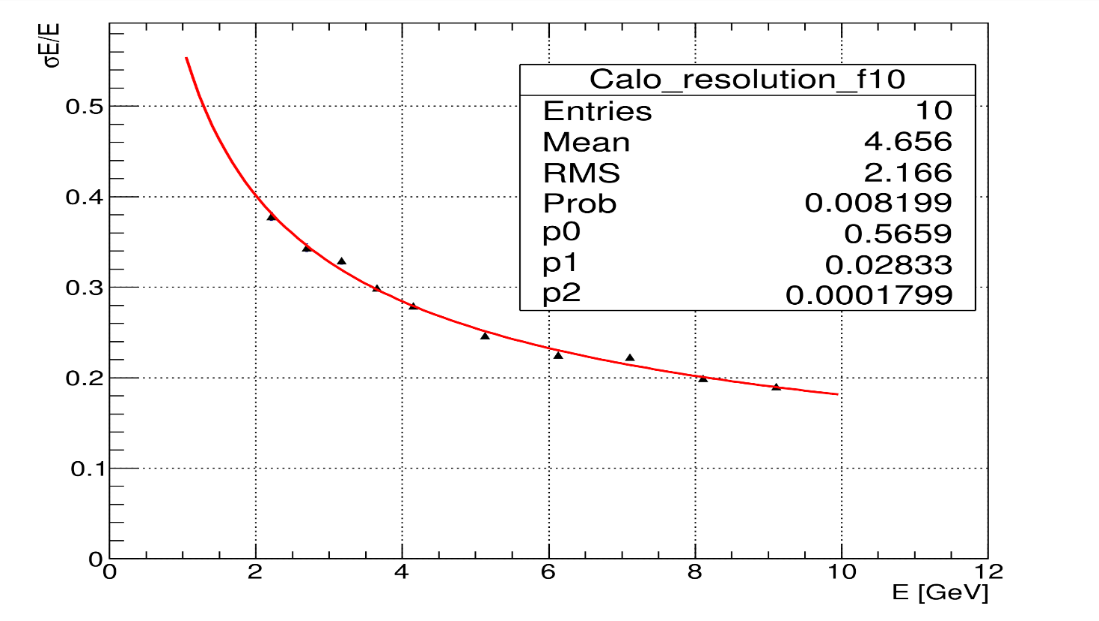 σE/E
0.5
0.4
0.3
0.2
0.1
0
0 2 4 6 8 10 12
E [GeV]
Calo_resolution_f10
Entries 10
Mean 4.656
RMS 2.166
Prob 0.008199
p0 0.5659
p1 0.02833
p2 0.0001799